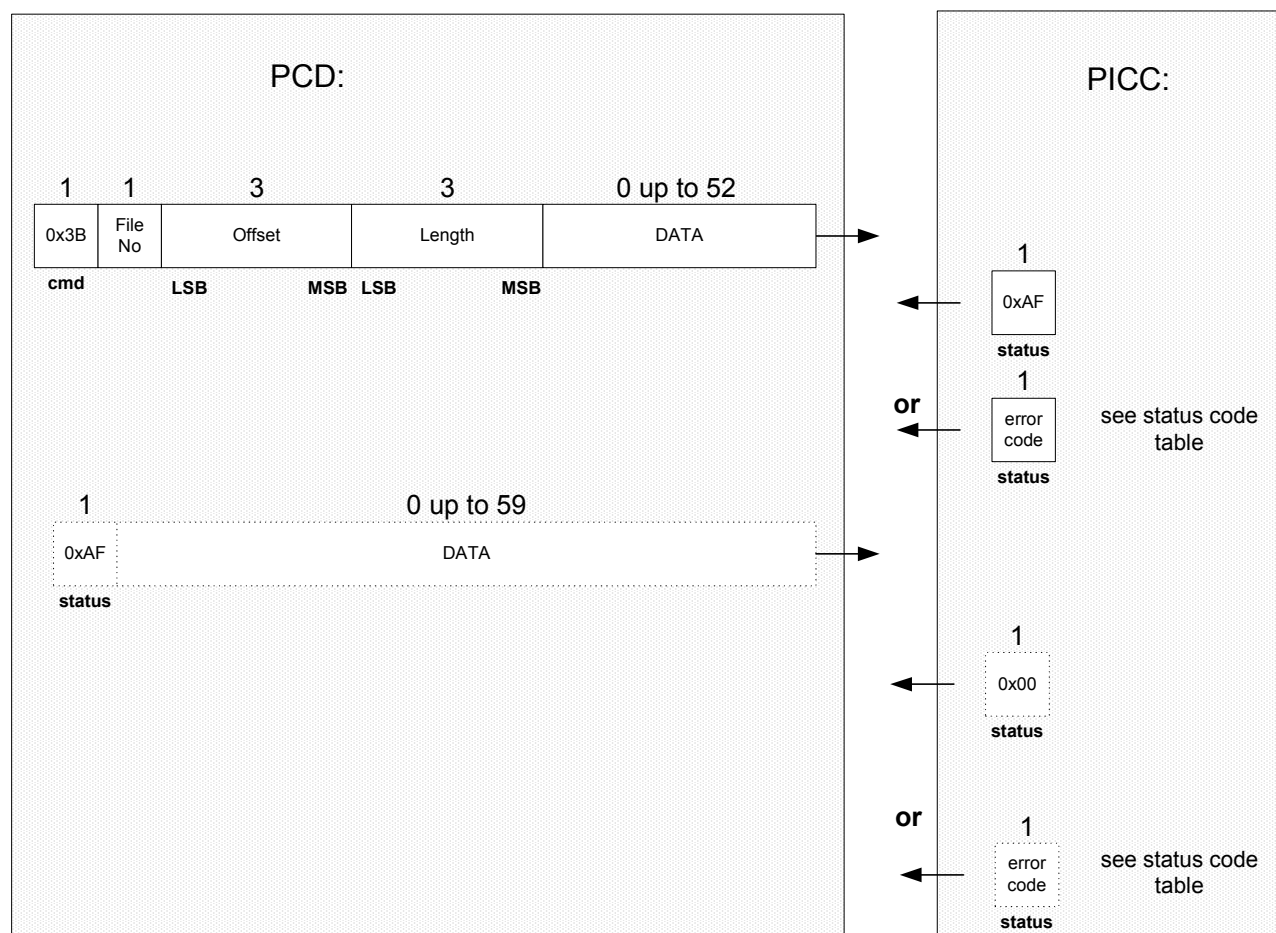 PCD:
PICC:
1 1 3 3 0 up to 52
0x3B File No Offset Length DATA
cmd LSB MSB LSB MSB
1
0xAF
status
or
1
error code
status
see status code table
1 0 up to 59
0xAF DATA
status
1
0x00
status
or
1
error code
status
see status code table